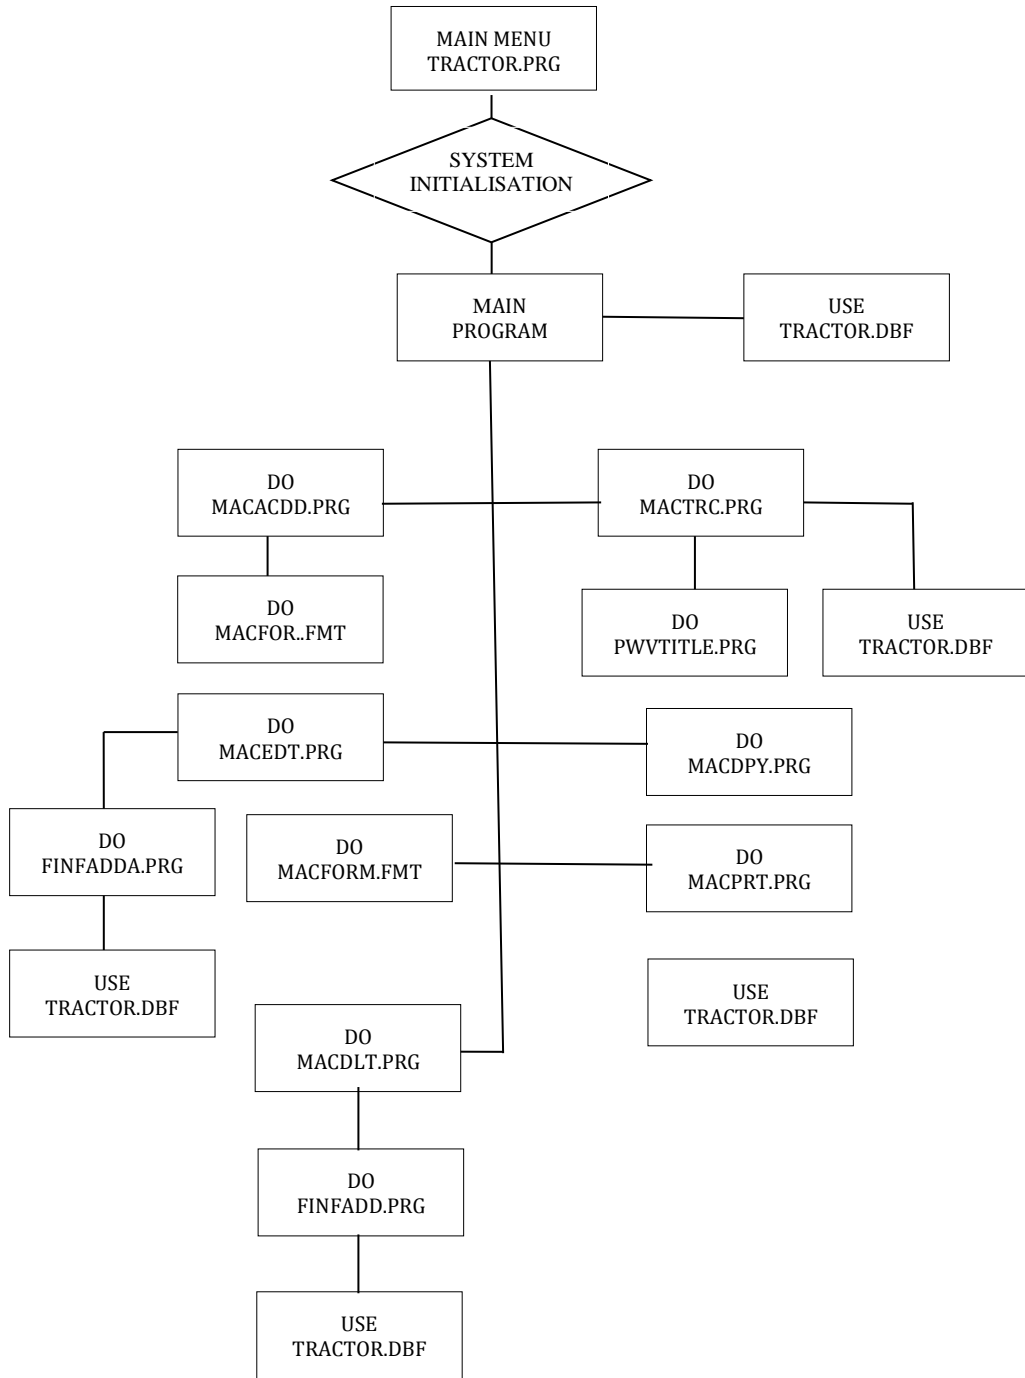 MAIN MENU
TRACTOR.PRG
SYSTEM
INITIALISATION
MAIN
PROGRAM
USE
TRACTOR.DBF
DO
MACACDD.PRG
DO
MACTRC.PRG
DO
MACFOR..FMT
DO
PWVTITLE.PRG
USE
TRACTOR.DBF
DO
MACEDT.PRG
DO
MACDPY.PRG
DO
FINFADDA.PRG
DO
MACFORM.FMT
DO
MACPRT.PRG
USE
TRACTOR.DBF
USE
TRACTOR.DBF
DO
MACDLT.PRG
DO
FINFADD.PRG
USE
TRACTOR.DBF